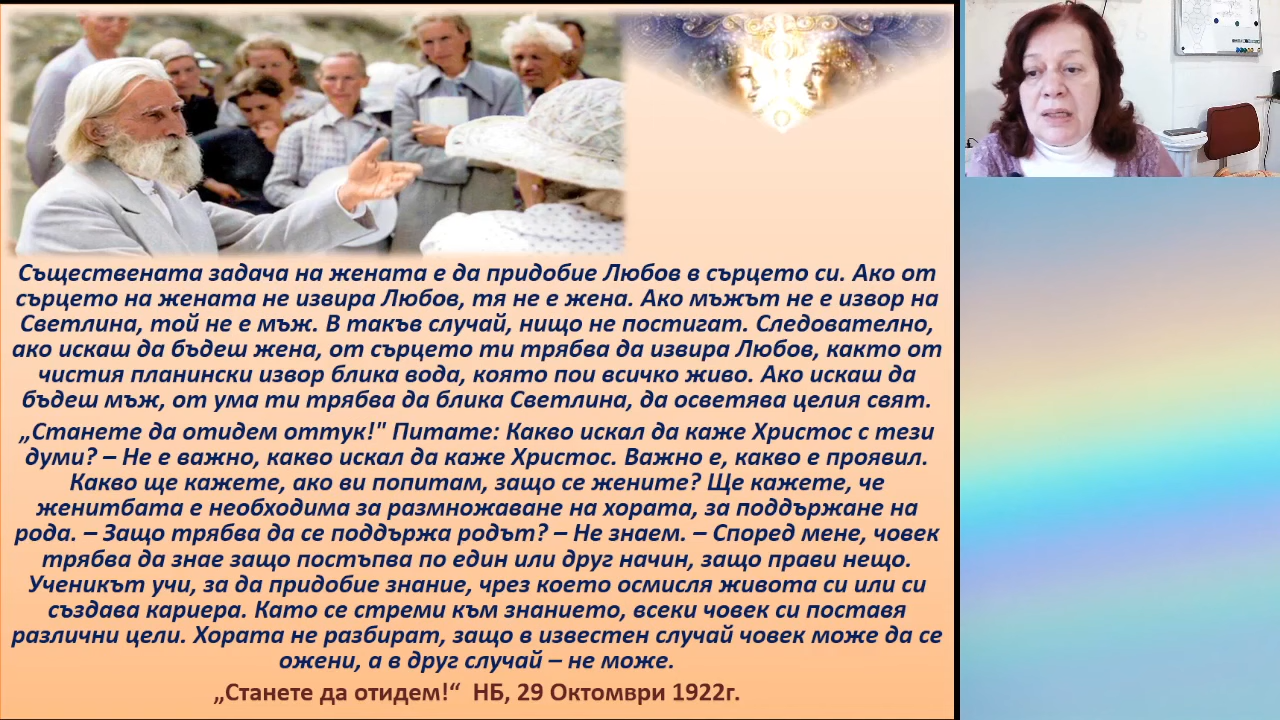 Съществената задача на жената е да придобие Любов в сърцето си. Ако от
сърцето на жената не извира Любов, тя не е жена. Ако мъжът не е извор на
Светлина, той не е мъж. В такъв случай, нищо не постигат. Следователно,
ако искаш да бъдеш жена, от сърцето ти трябва да извира Любов, както от
чистия планински извор блика вода, която пои всичко живо. Ако искаш да
бъдеш мъж, от ума ти трябва да блика Светлина, да осветява целия свят.
„Станете да отидем оттук!" Питате: Какво искал да каже Христос с тези
думи? – Не е важно, какво искал да каже Христос. Важно е, какво е проявил.
Какво ще кажете, ако ви попитам, защо се жените? Ще кажете, че
женитбата е необходима за размножаване на хората, за поддържане на
рода. – Защо трябва да се поддържа родът? – Не знаем. – Според мене, човек
трябва да знае защо постъпва по един или друг начин, защо прави нещо.
Ученикът учи, за да придобие знание, чрез което осмисля живота си или си
създава кариера. Като се стреми към знанието, всеки човек си поставя
различни цели. Хората не разбират, защо в известен случай човек може да се
ожени, а в друг случай – не може.
„Станете да отидем!“ НБ, 29 Октомври 1922г.